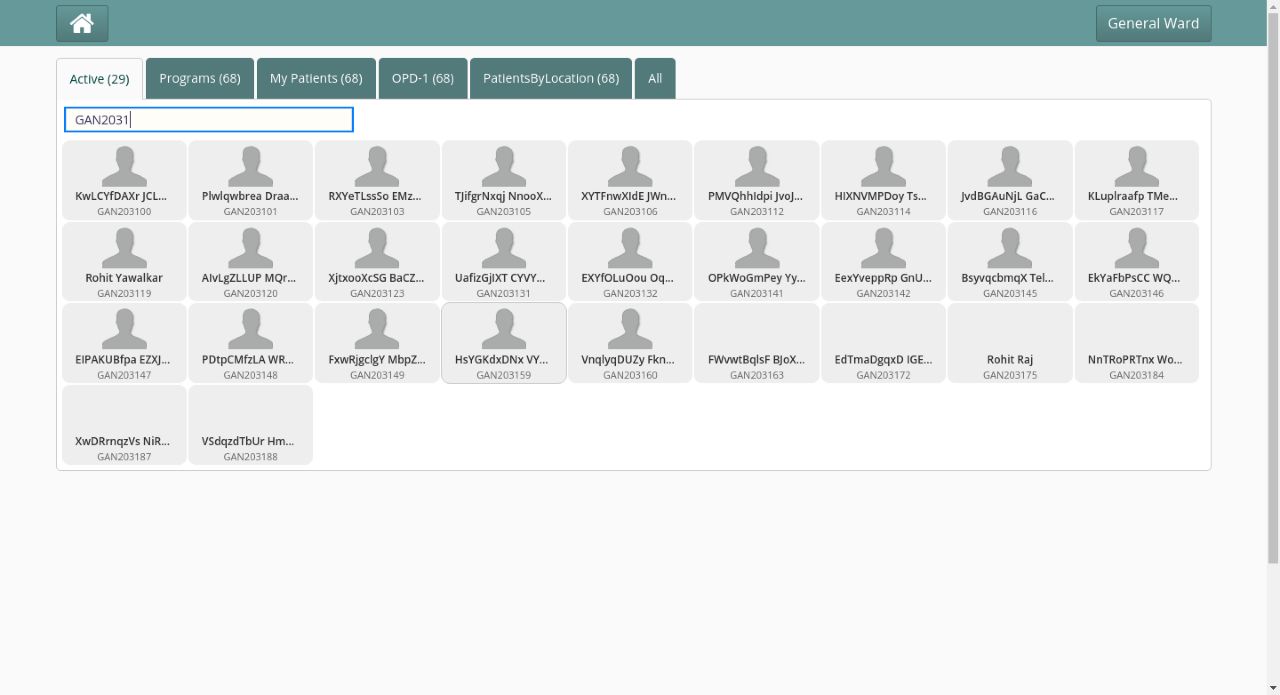 General Ward
Active (29) Programs (68) My Patients (68) OPD-1 (68) PatientsByLocation (68) All
GAN2031
KwLCYfDAXr JCL... Plwlqwbrea Draa... RXYeTLssSo EMz... TJifgrNxqj NnooX... XYTFnwXIdE JWn... PMVQhhIdpi JvoJ... HIXNVMPDoy Ts... JvdBGAuNjL GaC... KLuplraafp TMe...
GAN203100 GAN203101 GAN203103 GAN203105 GAN203106 GAN203112 GAN203114 GAN203116 GAN203117
Rohit Yawalkar AIvLgZLLUP MQr... XjtxooXcSG BaCZ... UafizGjIXT CYVY... EXYfOLuOou Oq... OPkWoGmPey Yy... EexYveppRp GnU... BsyvqcbmqX Tel... EkYaFbPsCC WQ...
GAN203119 GAN203120 GAN203123 GAN203131 GAN203132 GAN203141 GAN203142 GAN203145 GAN203146
EIPAKUBfpa EZXJ... PDtpCMfzLA WR... FxwRjgclgY MbpZ... HsYGKdxDNx VY... VnqlyqDUZy Fkn... FWvwtBqlsF BJoX... EdTmaDgqxD IGE... Rohit Raj NnTRoPRTnx Wo...
GAN203147 GAN203148 GAN203149 GAN203159 GAN203160 GAN203163 GAN203172 GAN203175 GAN203184
XwDRrnqzVs NiR... VSdqzdTbUr Hm...
GAN203187 GAN203188